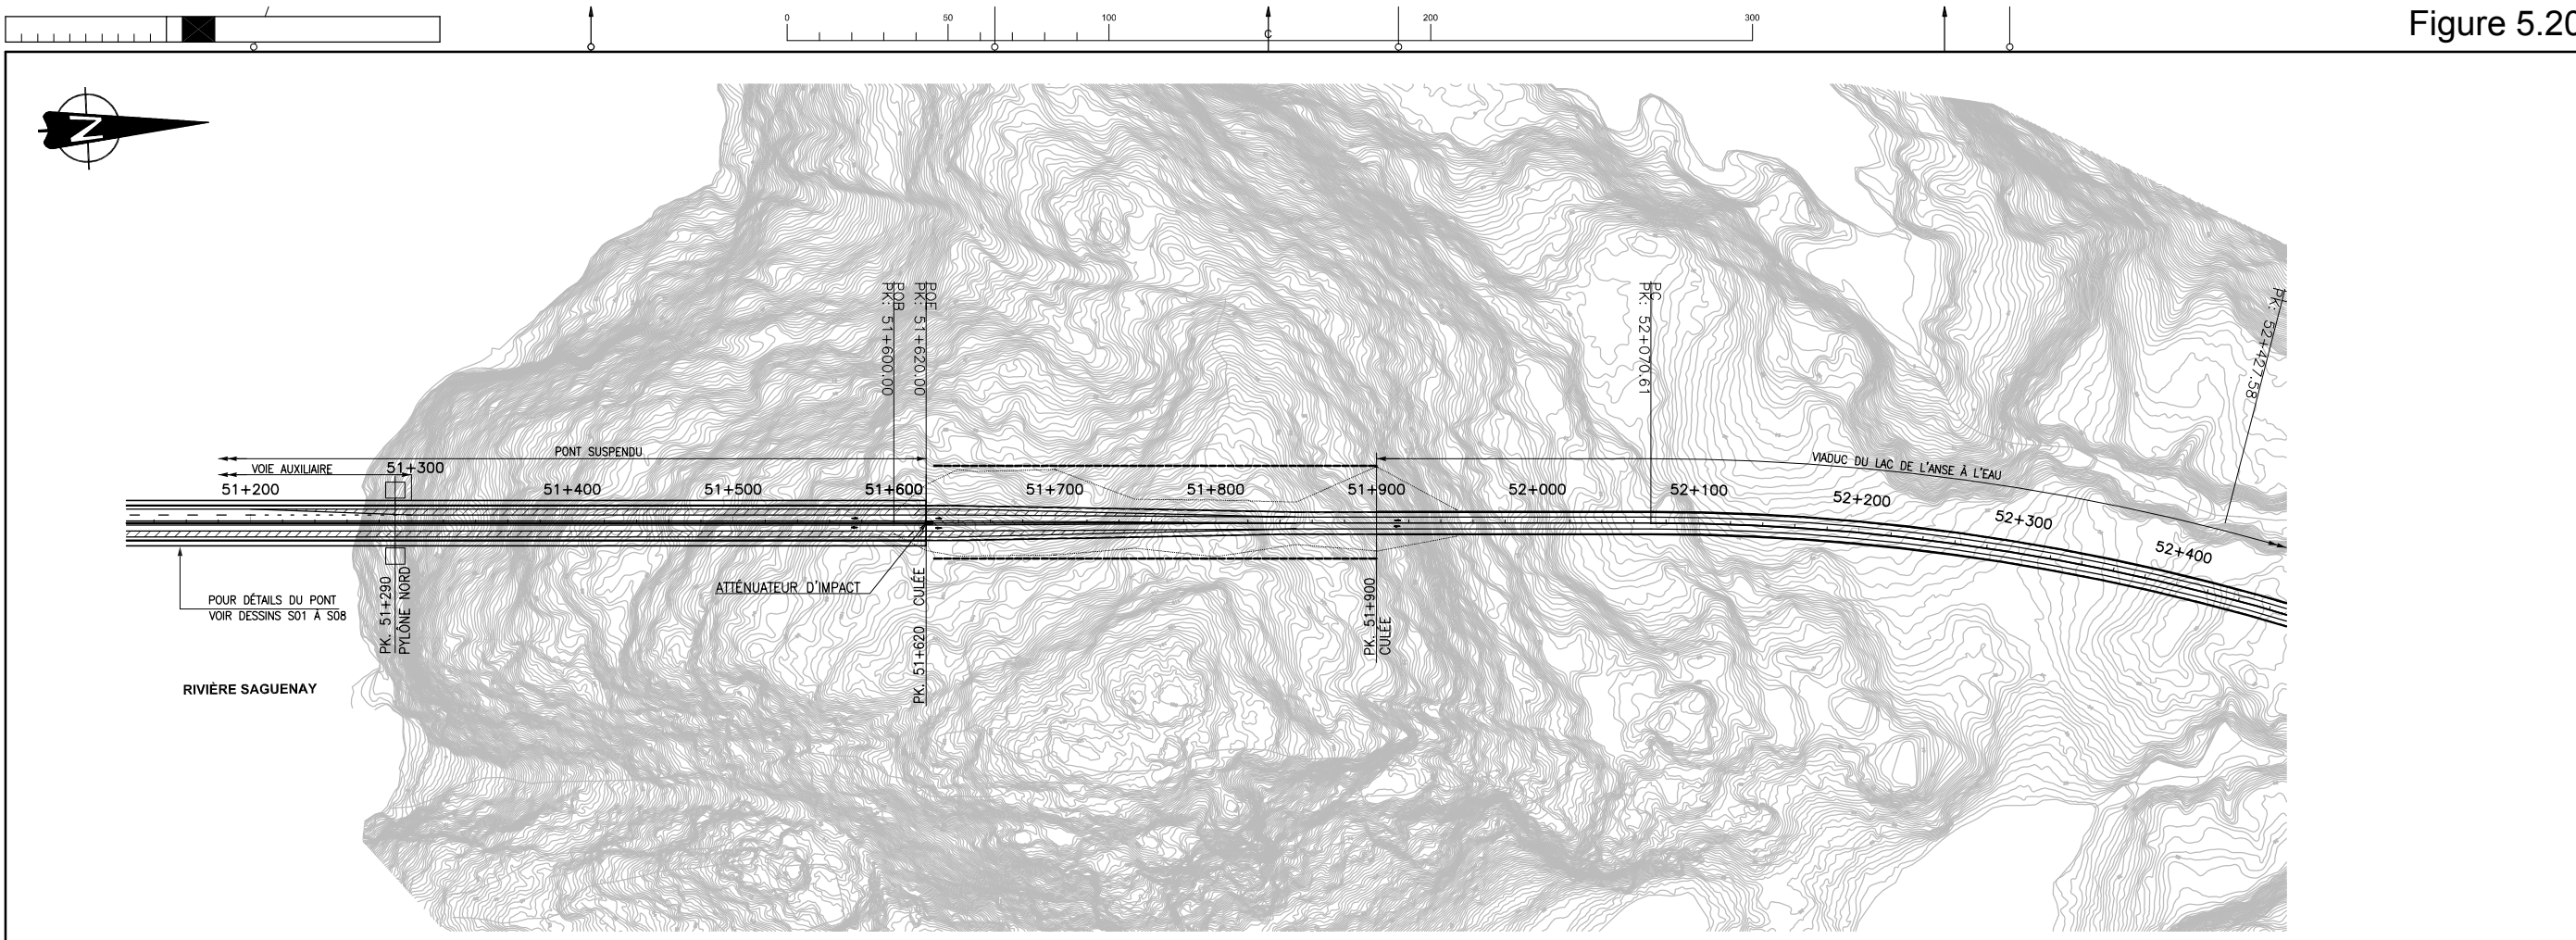 Figure 5.20
0 50 100 200 300
C
N
POB
PK: 51+600.00
POE
PK: 51+620.00
PC
PK: 52+070.61
PK: 52+427.58
PONT SUSPENDU
VOIE AUXILIAIRE
VIADUC DU LAC DE L'ANSE À L'EAU
51+200
51+300
51+400
51+500
51+600
51+700
51+800
51+900
52+000
52+100
52+200
52+300
52+400
POUR DÉTAILS DU PONT
VOIR DESSINS S01 À S08
PK. 51+290
PYLÔNE NORD
ATTÉNUATEUR D'IMPACT
PK. 51+620 CULÉE
PK. 51+900
CULÉE
RIVIÈRE SAGUENAY